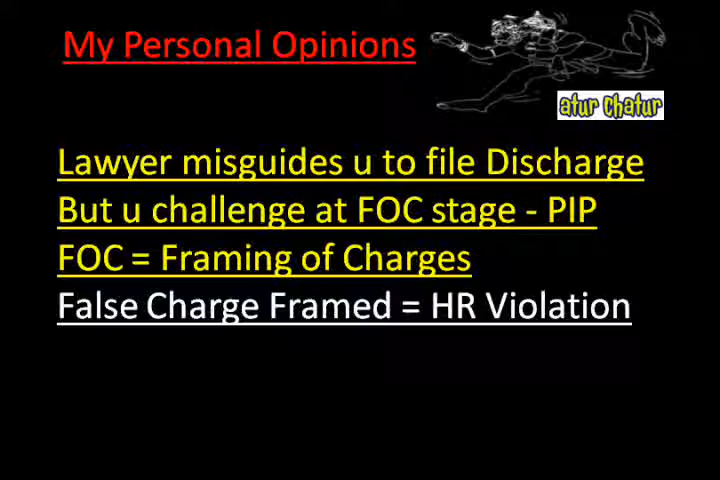 My Personal Opinions
atur chatur
Lawyer misguides u to file Discharge
But u challenge at FOC stage - PIP
FOC = Framing of Charges
False Charge Framed = HR Violation